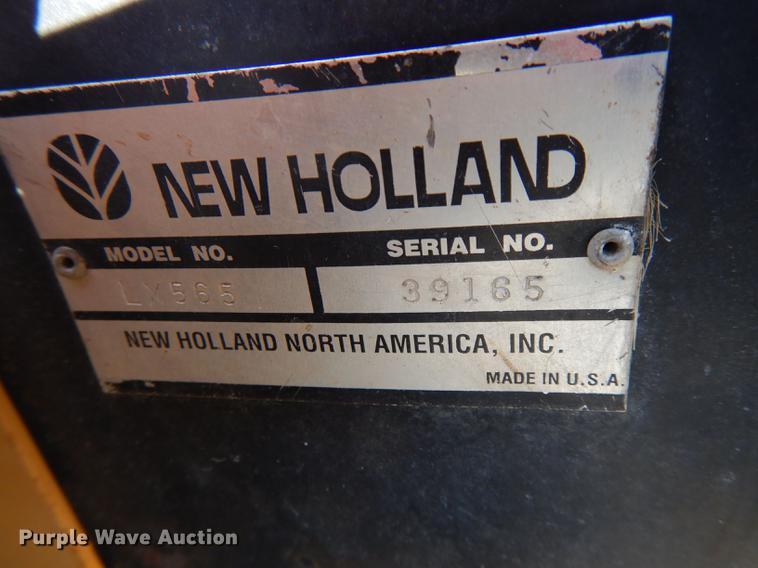 NEW HOLLAND
MODEL NO. SERIAL NO.
LX565 39165
NEW HOLLAND NORTH AMERICA, INC.
MADE IN U.S.A.
Purple Wave Auction